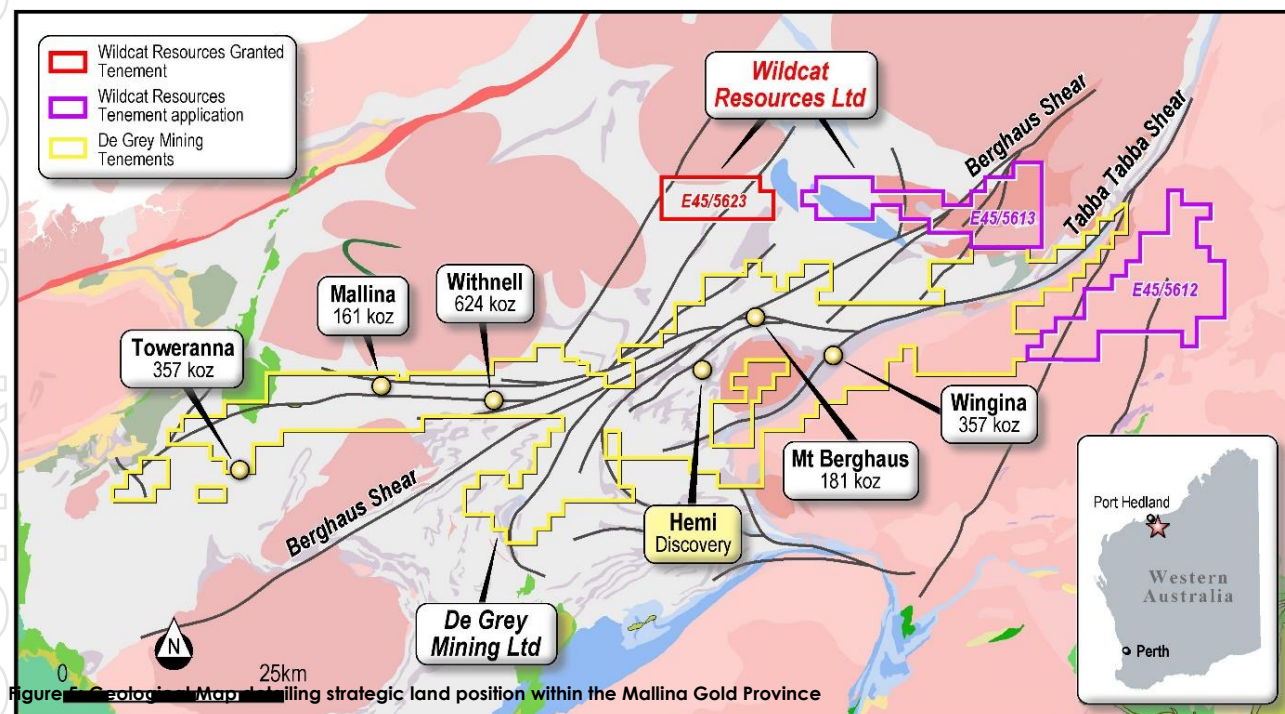 Wildcat Resources Granted
Tenement
Wildcat Resources
Tenement application
De Grey Mining
Tenements
Wildcat
Resources Ltd
Berghaus Shear
Tabba Tabba Shear
E45/5623
E45/5613
E45/5612
Withnell
624 koz
Mallina
161 koz
Toweranna
357 koz
Wingina
357 koz
Mt Berghaus
181 koz
Hemi
Discovery
Berghaus Shear
De Grey
Mining Ltd
Port Hedland
Western
Australia
Perth
N
0 25km
Figure 5: Geological Map detailing strategic land position within the Mallina Gold Province